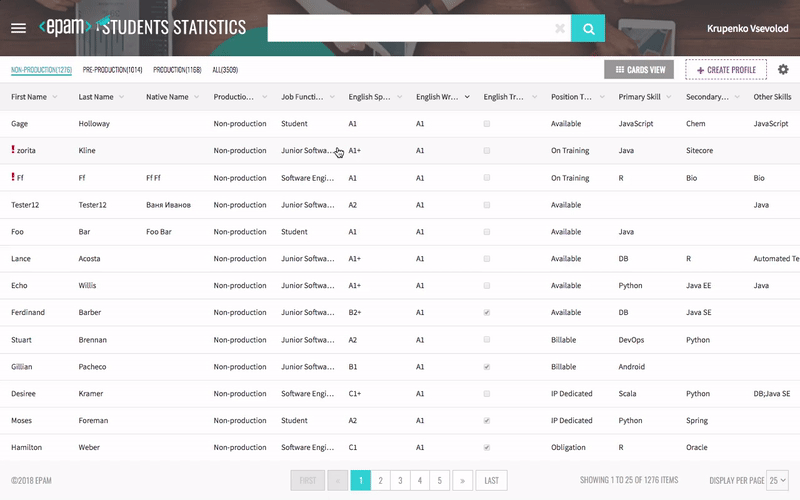 <epam> STUDENTS STATISTICS
Krupenko Vsevolod
NON-PRODUCTION(1276) PRE-PRODUCTION(1014) PRODUCTION(1168) ALL(3509) CARDS VIEW + CREATE PROFILE
First Name Last Name Native Name Productio... Job Functi... English Sp... English Wr... English Tr... Position T... Primary Skill Secondary... Other Skills
Gage Holloway Non-production Student A1 A1 Available JavaScript Chem JavaScript
! zorita Kline Non-production Junior Softwa... A1+ A1 On Training Java Sitecore
! Ff Ff Ff Ff Non-production Software Engi... A1 A1 On Training R Bio Bio
Tester12 Tester12 Ваня Иванов Non-production Junior Softwa... A2 A1 Available Java
Foo Bar Foo Bar Non-production Student A1 A1 Available Java
Lance Acosta Non-production Junior Softwa... A1+ A1 Available DB R Automated Te
Echo Willis Non-production Junior Softwa... A1+ A1 Available Python Java EE Java
Ferdinand Barber Non-production Junior Softwa... B2+ A1 Available DB Java SE
Stuart Brennan Non-production Junior Softwa... A2 A1 Billable DevOps Python
Gillian Pacheco Non-production Junior Softwa... B1 A1 Billable Android
Desiree Kramer Non-production Software Engi... C1+ A1 IP Dedicated Scala Python DB;Java SE
Moses Foreman Non-production Student A2 A1 IP Dedicated Python Spring
Hamilton Weber Non-production Software Engi... C1 A1 Obligation R Oracle
©2018 EPAM FIRST « 1 2 3 4 5 » LAST SHOWING 1 TO 25 OF 1276 ITEMS DISPLAY PER PAGE 25